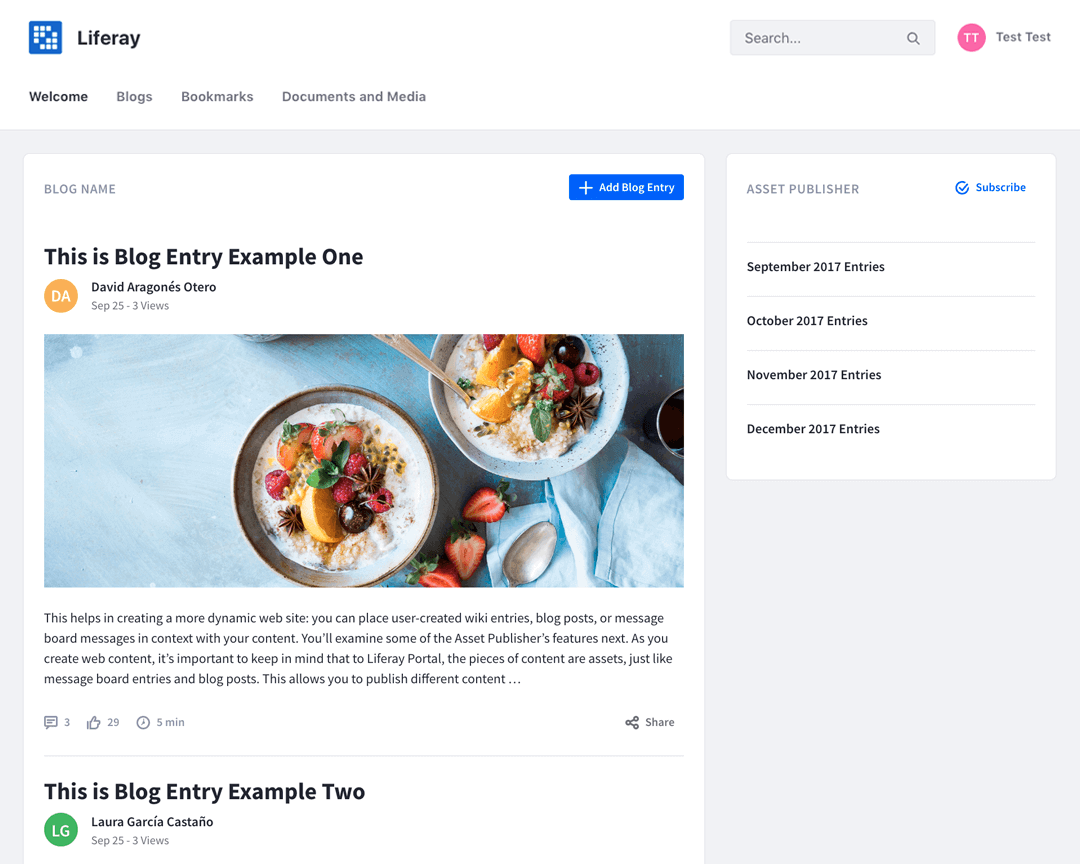 Liferay
Search...
TT Test Test
Welcome Blogs Bookmarks Documents and Media
BLOG NAME
Add Blog Entry
This is Blog Entry Example One
DA
David Aragonés Otero
Sep 25 - 3 Views
This helps in creating a more dynamic web site: you can place user-created wiki entries, blog posts, or message
board messages in context with your content. You’ll examine some of the Asset Publisher’s features next. As you
create web content, it’s important to keep in mind that to Liferay Portal, the pieces of content are assets, just like
message board entries and blog posts. This allows you to publish different content …
3 29 5 min Share
This is Blog Entry Example Two
LG
Laura García Castaño
Sep 25 - 3 Views
ASSET PUBLISHER
Subscribe
September 2017 Entries
October 2017 Entries
November 2017 Entries
December 2017 Entries